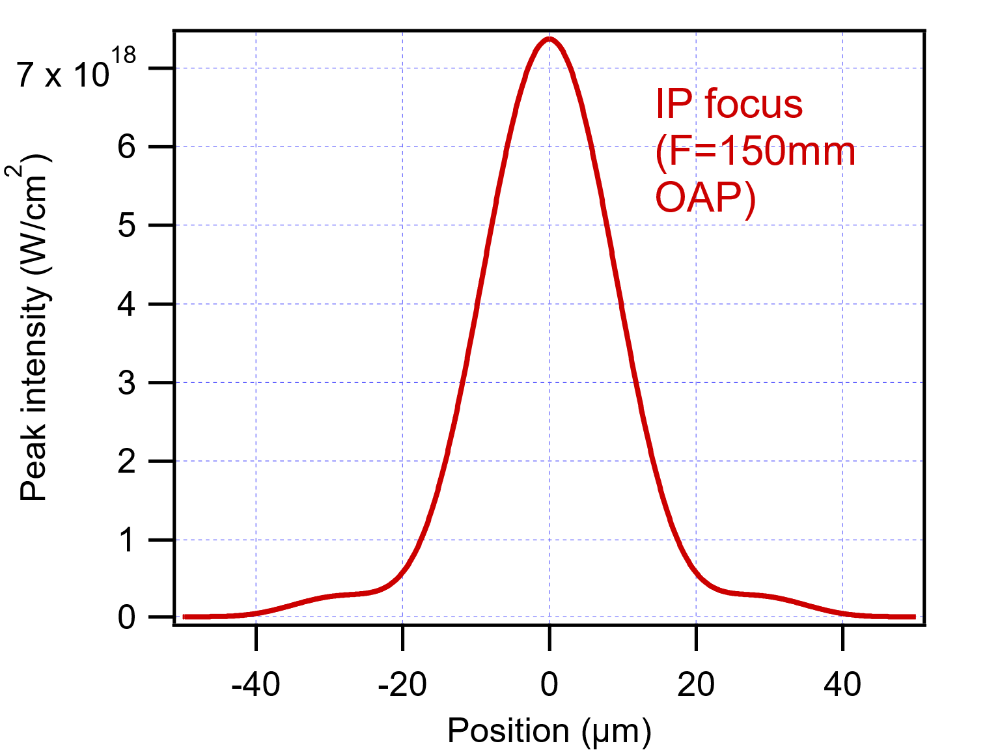 7 x 10^18
6
5
4
3
2
1
0
Peak intensity (W/cm^2)
IP focus
(F=150mm
OAP)
-40 -20 0 20 40
Position (µm)